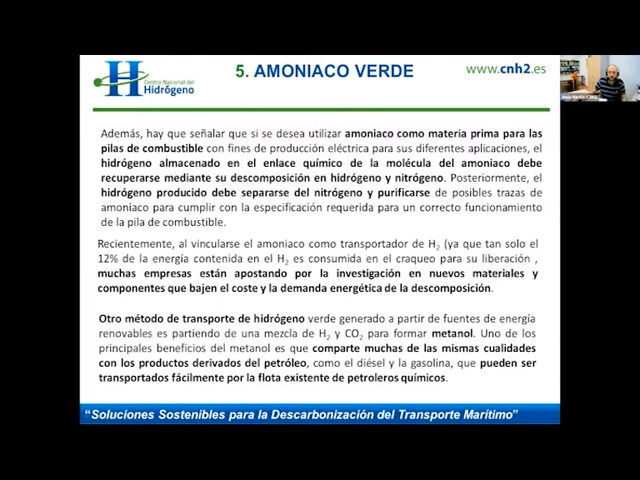 H
Centro Nacional del
Hidrógeno
5. AMONIACO VERDE
www.cnh2.es
Además, hay que señalar que si se desea utilizar amoniaco como materia prima para las
pilas de combustible con fines de producción eléctrica para sus diferentes aplicaciones, el
hidrógeno almacenado en el enlace químico de la molécula del amoniaco debe
recuperarse mediante su descomposición en hidrógeno y nitrógeno. Posteriormente, el
hidrógeno producido debe separarse del nitrógeno y purificarse de posibles trazas de
amoniaco para cumplir con la especificación requerida para un correcto funcionamiento
de la pila de combustible.
Recientemente, al vincularse el amoniaco como transportador de H₂ (ya que tan solo el
12% de la energía contenida en el H₂ es consumida en el craqueo para su liberación ,
muchas empresas están apostando por la investigación en nuevos materiales y
componentes que bajen el coste y la demanda energética de la descomposición.
Otro método de transporte de hidrógeno verde generado a partir de fuentes de energía
renovables es partiendo de una mezcla de H₂ y CO₂ para formar metanol. Uno de los
principales beneficios del metanol es que comparte muchas de las mismas cualidades
con los productos derivados del petróleo, como el diésel y la gasolina, que pueden ser
transportados fácilmente por la flota existente de petroleros químicos.
“Soluciones Sostenibles para la Descarbonización del Transporte Marítimo”